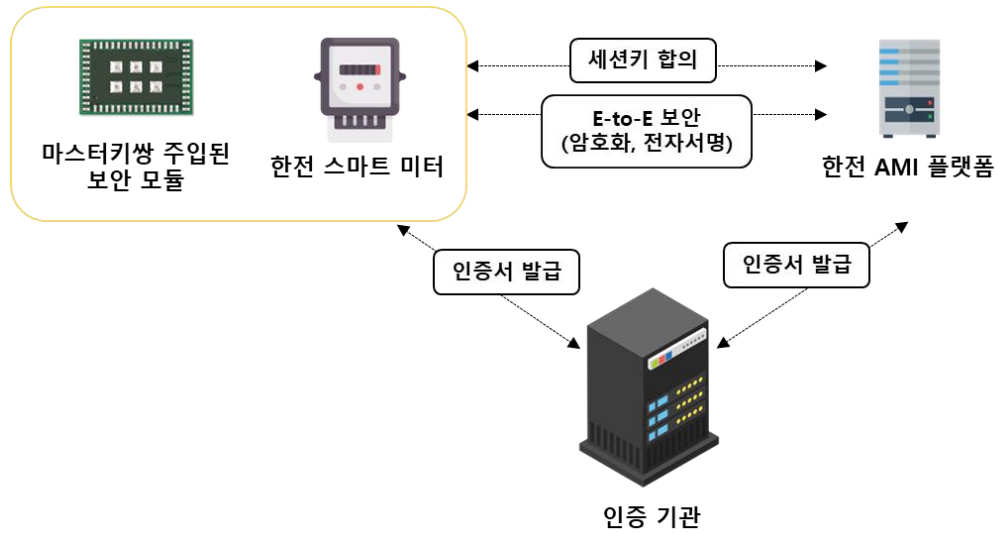 세션키 합의
E-to-E 보안
(암호화, 전자서명)
마스터키쌍 주입된
보안 모듈
한전 스마트 미터
한전 AMI 플랫폼
인증서 발급
인증서 발급
인증 기관